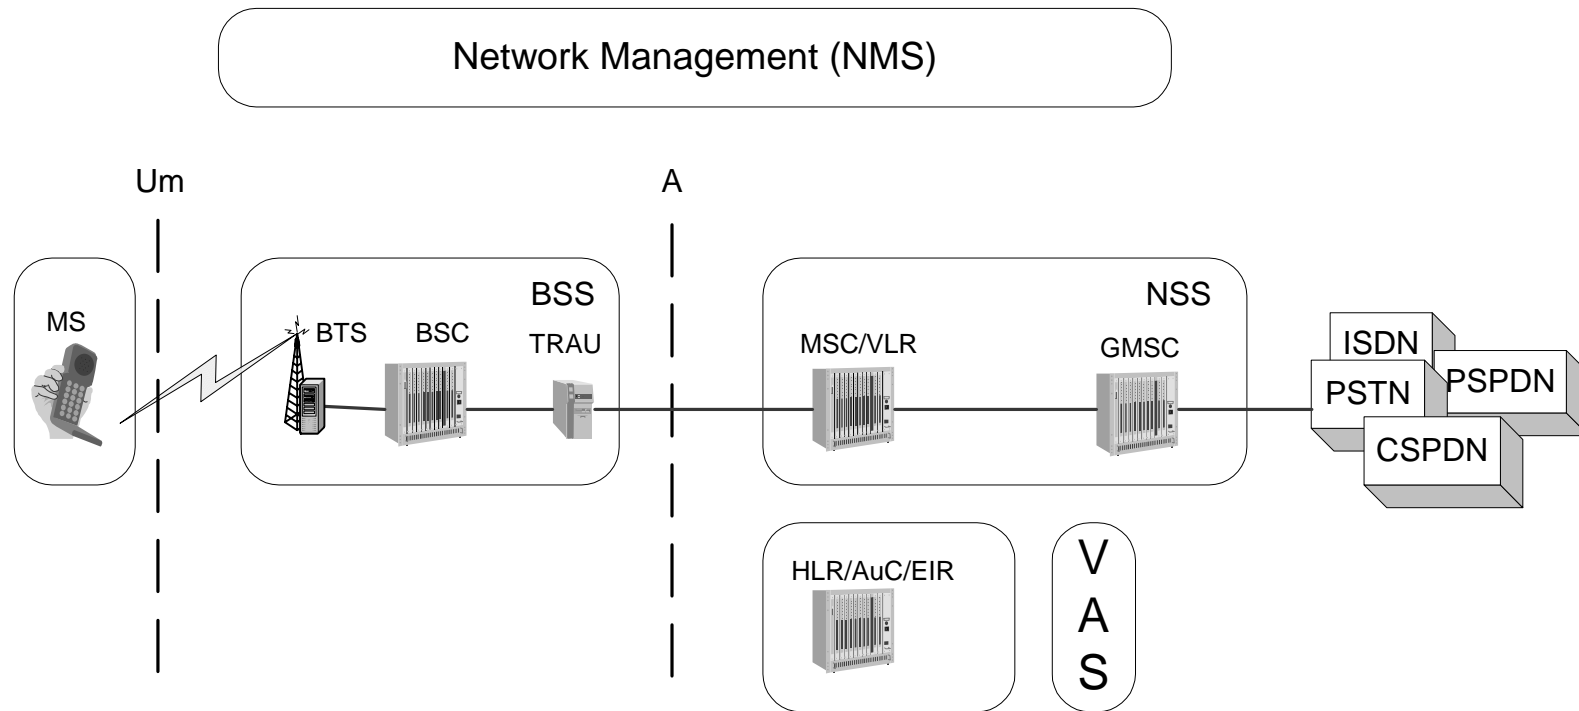 Network Management (NMS)
Um
A
MS
BSS
BTS
BSC
TRAU
NSS
MSC/VLR
GMSC
ISDN
PSTN
PSPDN
CSPDN
HLR/AuC/EIR
V
A
S